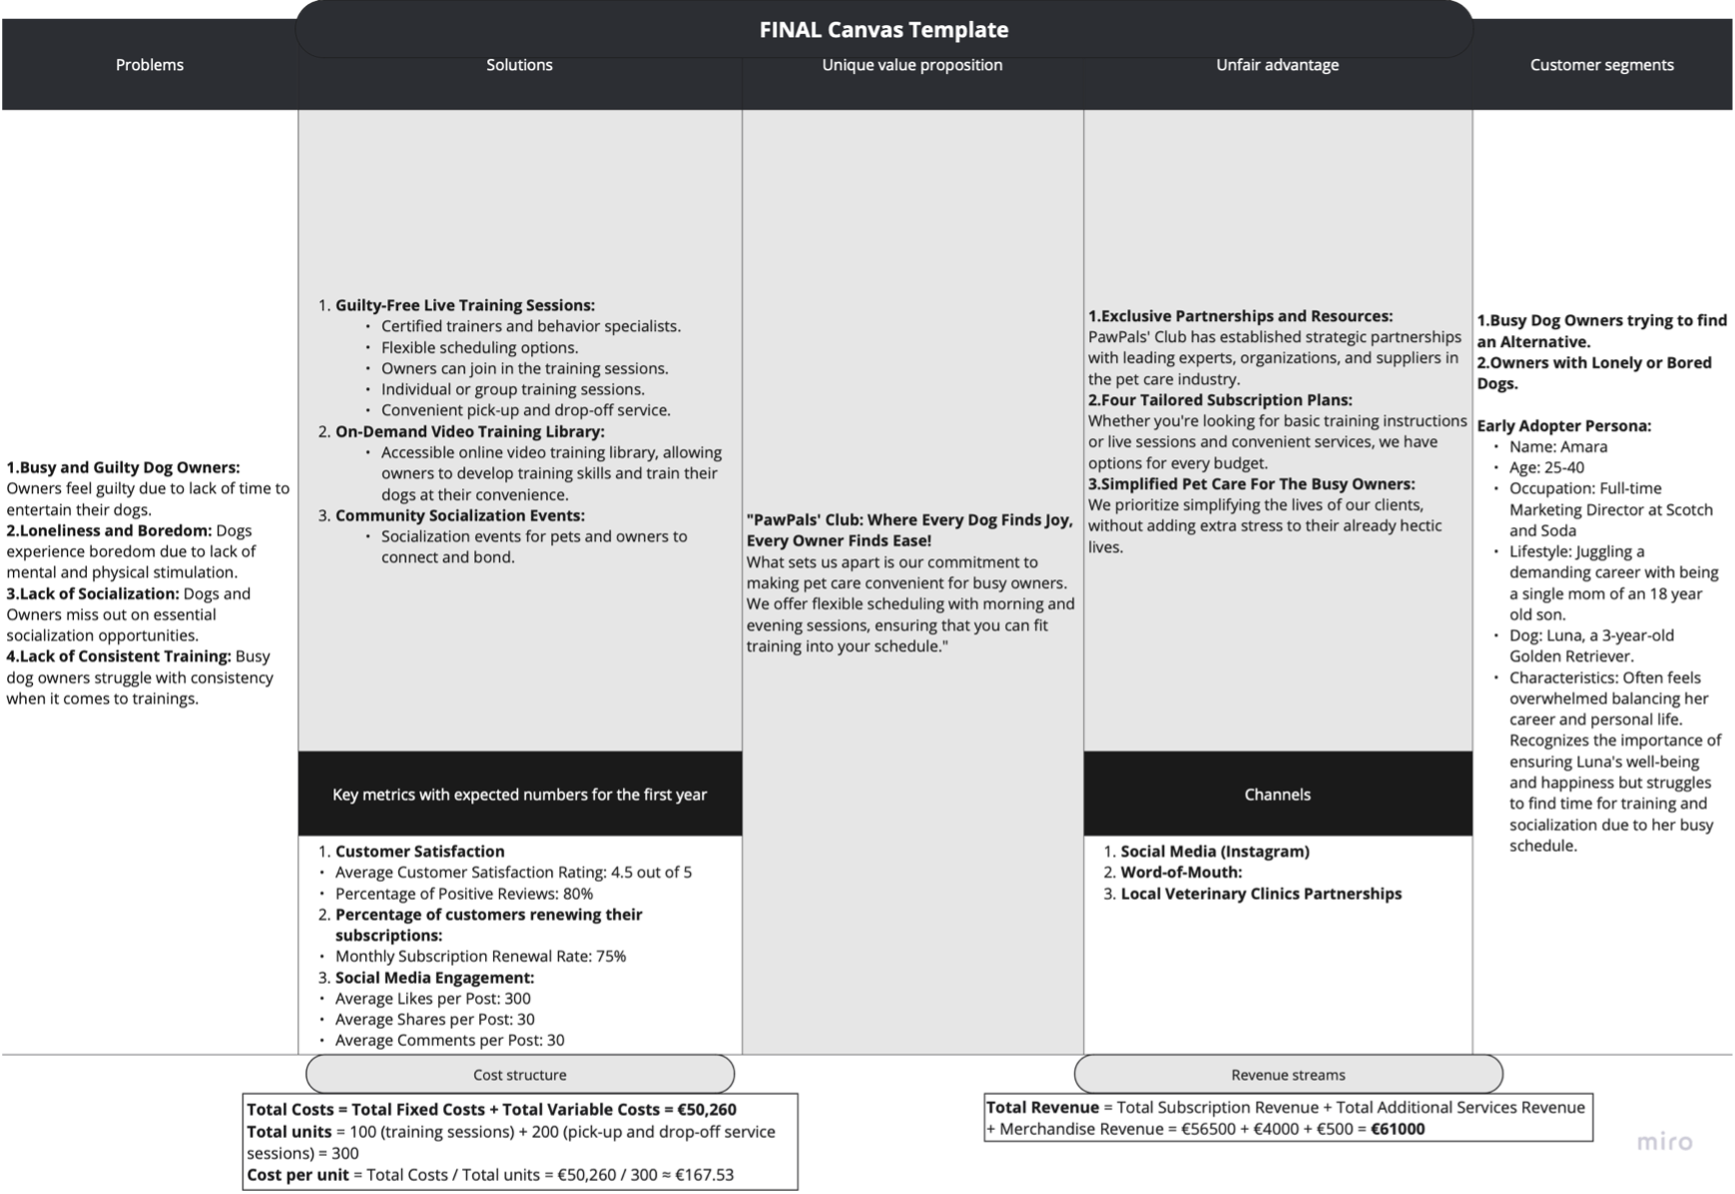 FINAL Canvas Template
Problems
Solutions
Unique value proposition
Unfair advantage
Customer segments
1.Busy and Guilty Dog Owners:
Owners feel guilty due to lack of time to
entertain their dogs.
2.Loneliness and Boredom: Dogs
experience boredom due to lack of
mental and physical stimulation.
3.Lack of Socialization: Dogs and
Owners miss out on essential
socialization opportunities.
4.Lack of Consistent Training: Busy
dog owners struggle with consistency
when it comes to trainings.
1. Guilty-Free Live Training Sessions:
• Certified trainers and behavior specialists.
• Flexible scheduling options.
• Owners can join in the training sessions.
• Individual or group training sessions.
• Convenient pick-up and drop-off service.
2. On-Demand Video Training Library:
• Accessible online video training library, allowing
owners to develop training skills and train their
dogs at their convenience.
3. Community Socialization Events:
• Socialization events for pets and owners to
connect and bond.
Key metrics with expected numbers for the first year
1. Customer Satisfaction
• Average Customer Satisfaction Rating: 4.5 out of 5
• Percentage of Positive Reviews: 80%
2. Percentage of customers renewing their
subscriptions:
• Monthly Subscription Renewal Rate: 75%
3. Social Media Engagement:
• Average Likes per Post: 300
• Average Shares per Post: 30
• Average Comments per Post: 30
"PawPals' Club: Where Every Dog Finds Joy,
Every Owner Finds Ease!
What sets us apart is our commitment to
making pet care convenient for busy owners.
We offer flexible scheduling with morning and
evening sessions, ensuring that you can fit
training into your schedule."
1.Exclusive Partnerships and Resources:
PawPals' Club has established strategic partnerships
with leading experts, organizations, and suppliers in
the pet care industry.
2.Four Tailored Subscription Plans:
Whether you're looking for basic training instructions
or live sessions and convenient services, we have
options for every budget.
3.Simplified Pet Care For The Busy Owners:
We prioritize simplifying the lives of our clients,
without adding extra stress to their already hectic
lives.
Channels
1. Social Media (Instagram)
2. Word-of-Mouth:
3. Local Veterinary Clinics Partnerships
1.Busy Dog Owners trying to find
an Alternative.
2.Owners with Lonely or Bored
Dogs.
Early Adopter Persona:
• Name: Amara
• Age: 25-40
• Occupation: Full-time
Marketing Director at Scotch
and Soda
• Lifestyle: Juggling a
demanding career with being
a single mom of an 18 year
old son.
• Dog: Luna, a 3-year-old
Golden Retriever.
• Characteristics: Often feels
overwhelmed balancing her
career and personal life.
Recognizes the importance of
ensuring Luna's well-being
and happiness but struggles
to find time for training and
socialization due to her busy
schedule.
Cost structure
Total Costs = Total Fixed Costs + Total Variable Costs = €50,260
Total units = 100 (training sessions) + 200 (pick-up and drop-off service
sessions) = 300
Cost per unit = Total Costs / Total units = €50,260 / 300 ≈ €167.53
Revenue streams
Total Revenue = Total Subscription Revenue + Total Additional Services Revenue
+ Merchandise Revenue = €56500 + €4000 + €500 = €61000
miro